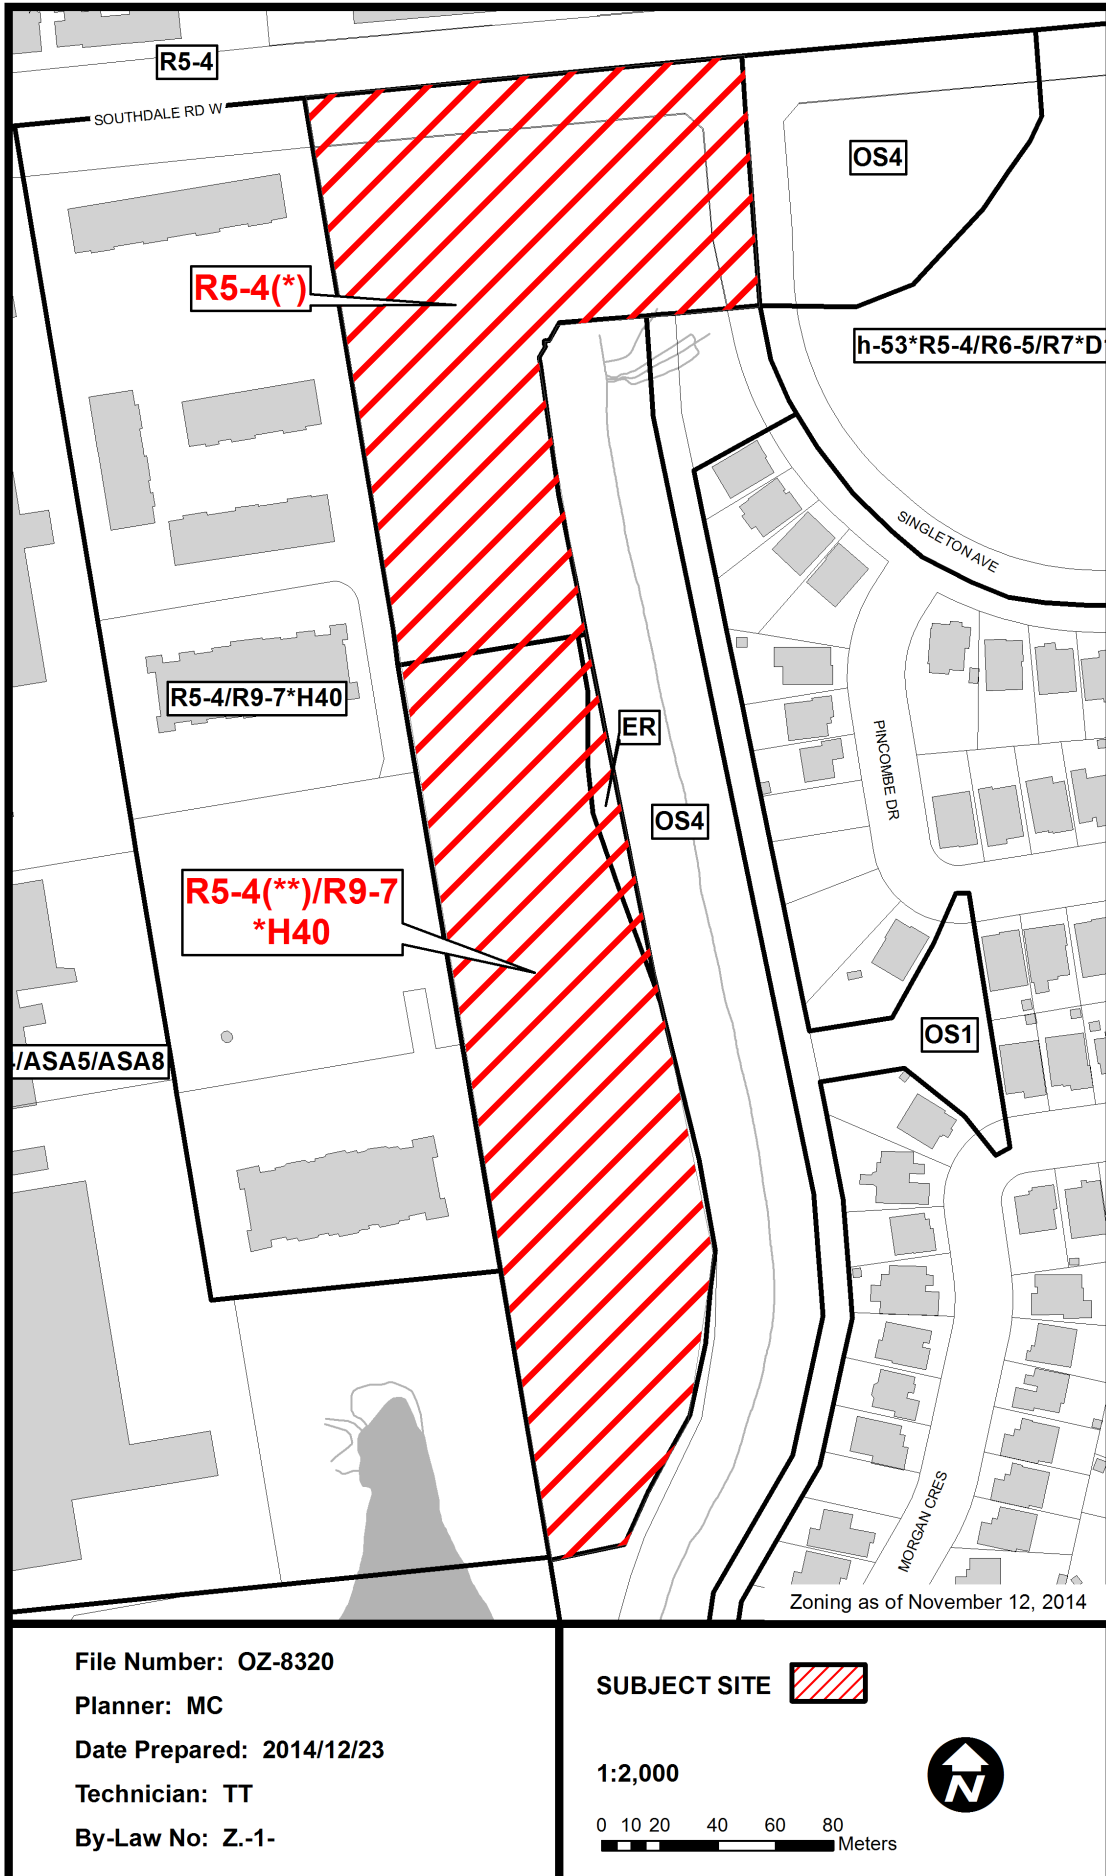 R5-4
SOUTHDALE RD W
OS4
R5-4(*)
h-53*R5-4/R6-5/R7*D
SINGLETON AVE
R5-4/R9-7*H40
ER
PINCOMBE DR
OS4
R5-4(**)/R9-7
*H40
OS1
/ASA5/ASA8
MORGAN CRES
Zoning as of November 12, 2014
File Number: OZ-8320
Planner: MC
Date Prepared: 2014/12/23
Technician: TT
By-Law No: Z.-1-
SUBJECT SITE
1:2,000
N
0 10 20 40 60 80
Meters